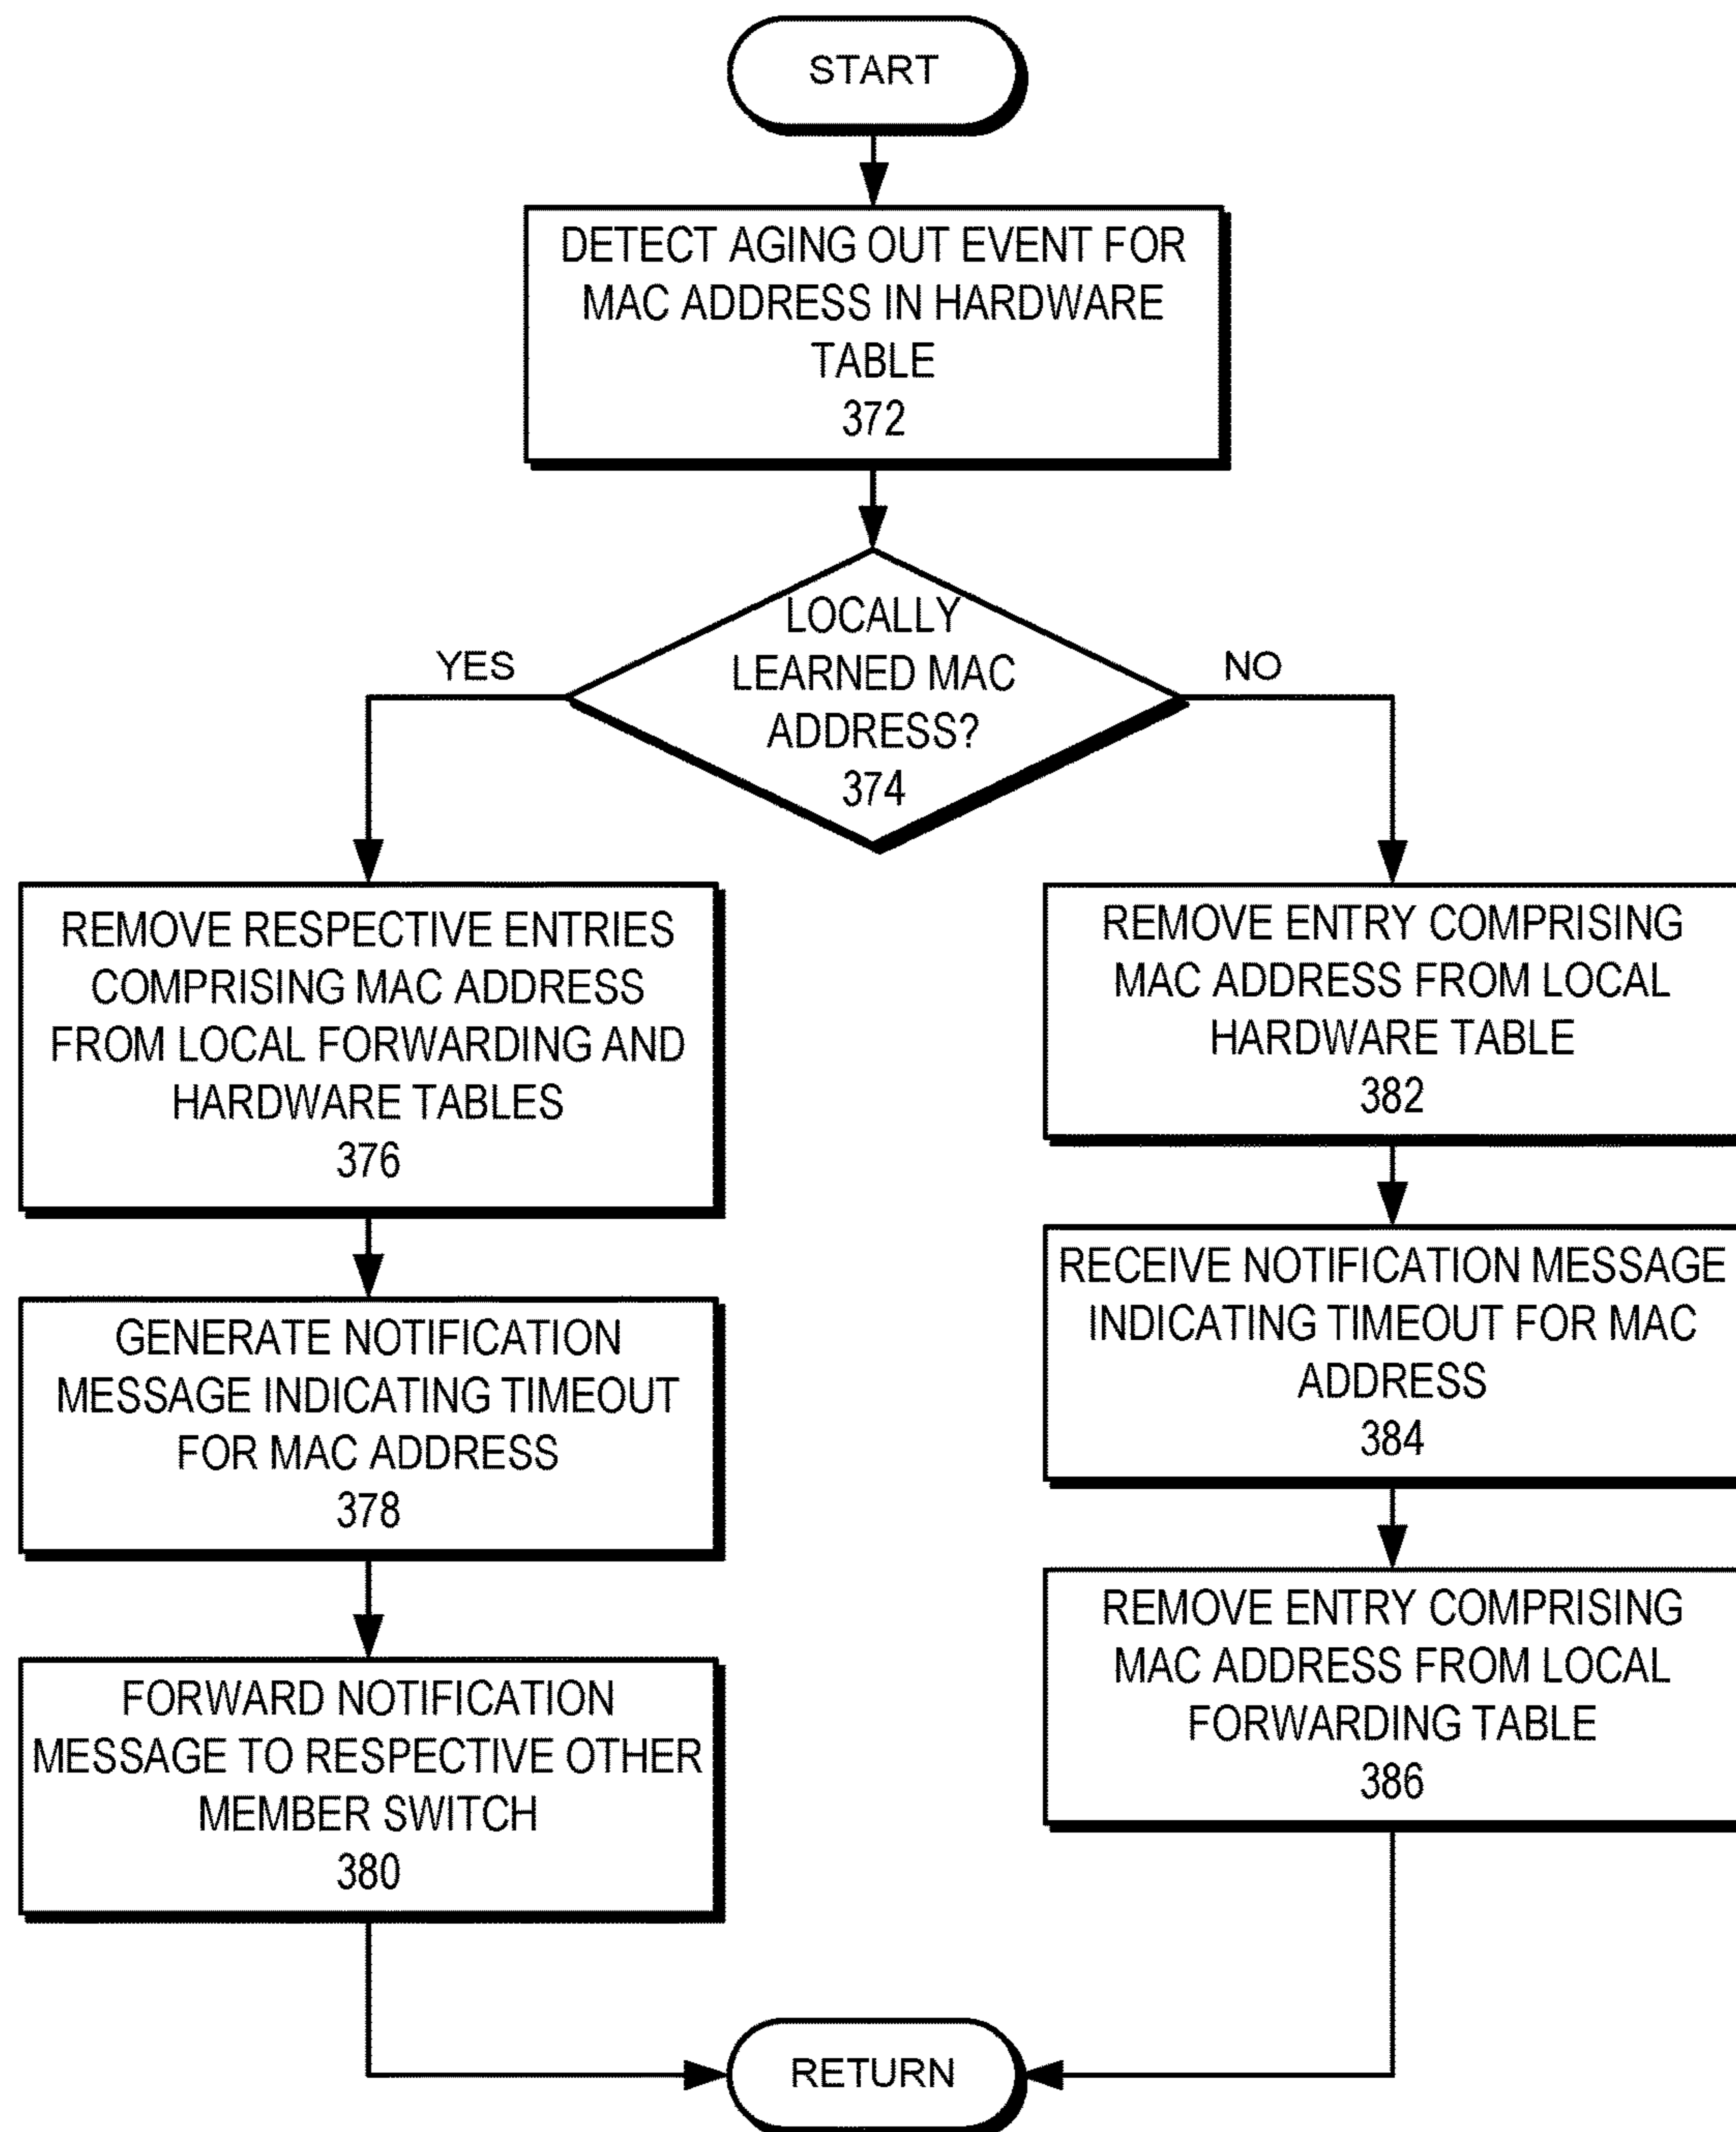 START
DETECT AGING OUT EVENT FOR
MAC ADDRESS IN HARDWARE
TABLE
372
LOCALLY
LEARNED MAC
ADDRESS?
374
YES
NO
REMOVE RESPECTIVE ENTRIES
COMPRISING MAC ADDRESS
FROM LOCAL FORWARDING AND
HARDWARE TABLES
376
GENERATE NOTIFICATION
MESSAGE INDICATING TIMEOUT
FOR MAC ADDRESS
378
FORWARD NOTIFICATION
MESSAGE TO RESPECTIVE OTHER
MEMBER SWITCH
380
REMOVE ENTRY COMPRISING
MAC ADDRESS FROM LOCAL
HARDWARE TABLE
382
RECEIVE NOTIFICATION MESSAGE
INDICATING TIMEOUT FOR MAC
ADDRESS
384
REMOVE ENTRY COMPRISING
MAC ADDRESS FROM LOCAL
FORWARDING TABLE
386
RETURN